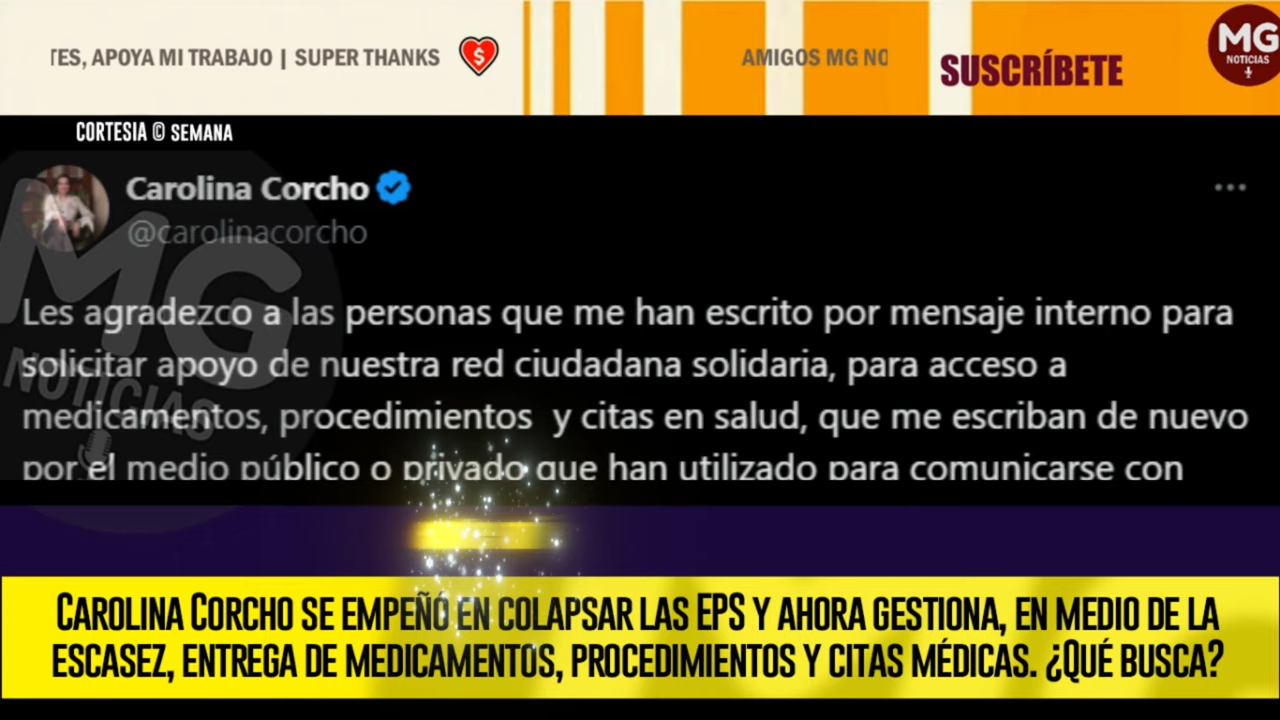 TES, APOYA MI TRABAJO | SUPER THANKS
AMIGOS MG NO
SUSCRÍBETE
MG
NOTICIAS
CORTESIA © SEMANA
Carolina Corcho
@carolinacorcho
Les agradezco a las personas que me han escrito por mensaje interno para
solicitar apoyo de nuestra red ciudadana solidaria, para acceso a
medicamentos, procedimientos y citas en salud, que me escriban de nuevo
por el medio público o privado que han utilizado para comunicarse con
MG
NOTICIAS
CAROLINA CORCHO SE EMPEÑÓ EN COLAPSAR LAS EPS Y AHORA GESTIONA, EN MEDIO DE LA
ESCASEZ, ENTREGA DE MEDICAMENTOS, PROCEDIMIENTOS Y CITAS MÉDICAS. ¿QUÉ BUSCA?